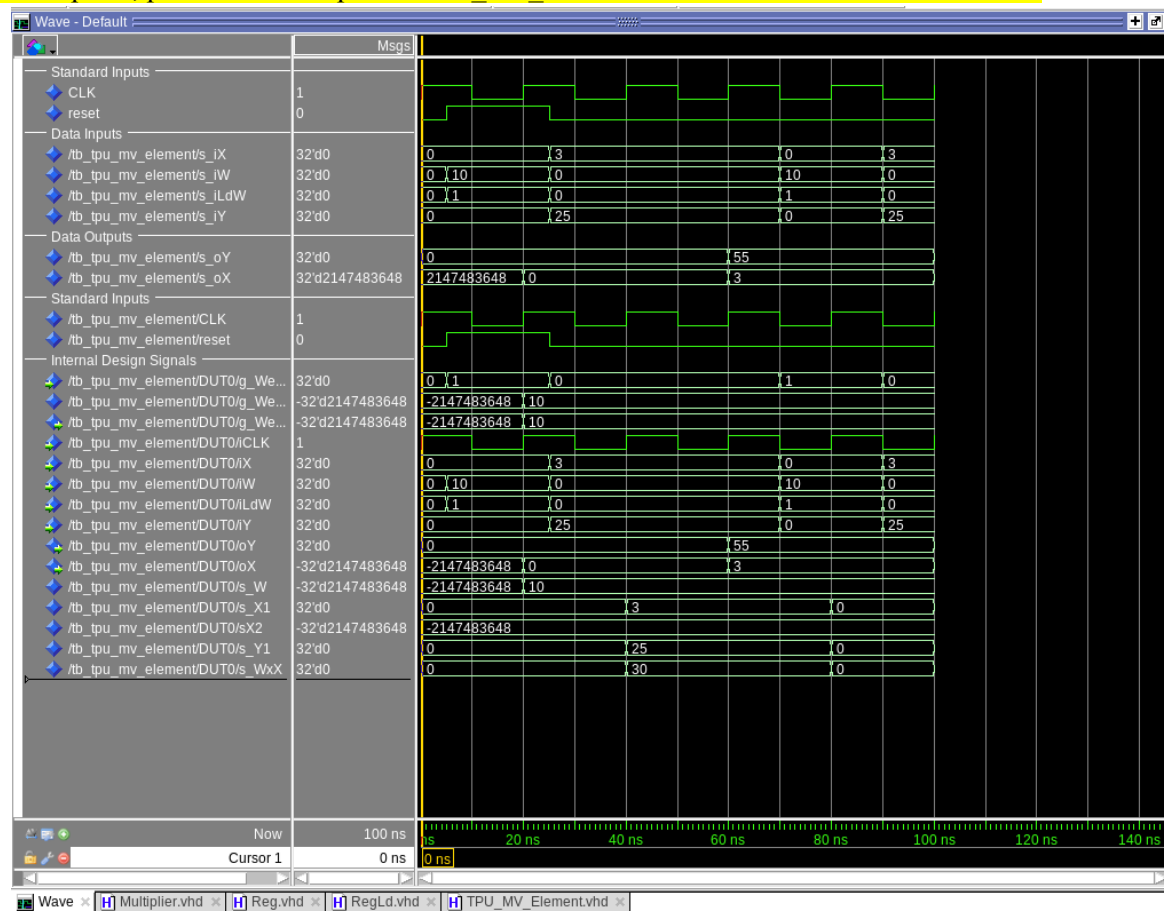 Wave - Default
Msgs
Standard Inputs
CLK 1
reset 0
Data Inputs
/tb_tpu_mv_element/s_iX 32'd0 0 3 0 3
/tb_tpu_mv_element/s_iW 32'd0 0 10 0 10 0
/tb_tpu_mv_element/s_iLdW 32'd0 0 1 0 1 0
/tb_tpu_mv_element/s_iY 32'd0 0 25 0 25
Data Outputs
/tb_tpu_mv_element/s_oY 32'd0 0 55
/tb_tpu_mv_element/s_oX 32'd2147483648 2147483648 0 3
Standard Inputs
/tb_tpu_mv_element/CLK 1
/tb_tpu_mv_element/reset 0
Internal Design Signals
/tb_tpu_mv_element/DUT0/g_We... 32'd0 0 1 0 1 0
/tb_tpu_mv_element/DUT0/g_We... -32'd2147483648 -2147483648 10
/tb_tpu_mv_element/DUT0/g_We... -32'd2147483648 -2147483648 10
/tb_tpu_mv_element/DUT0/iCLK 1
/tb_tpu_mv_element/DUT0/iX 32'd0 0 3 0 3
/tb_tpu_mv_element/DUT0/iW 32'd0 0 10 0 10 0
/tb_tpu_mv_element/DUT0/iLdW 32'd0 0 1 0 1 0
/tb_tpu_mv_element/DUT0/iY 32'd0 0 25 0 25
/tb_tpu_mv_element/DUT0/oY 32'd0 0 55
/tb_tpu_mv_element/DUT0/oX -32'd2147483648 -2147483648 0 3
/tb_tpu_mv_element/DUT0/s_W -32'd2147483648 -2147483648 10
/tb_tpu_mv_element/DUT0/s_X1 32'd0 0 3 0
/tb_tpu_mv_element/DUT0/sX2 -32'd2147483648 -2147483648
/tb_tpu_mv_element/DUT0/s_Y1 32'd0 0 25 0
/tb_tpu_mv_element/DUT0/s_WxX 32'd0 0 30 0
Now 100 ns ns 20 ns 40 ns 60 ns 80 ns 100 ns 120 ns 140 ns
Cursor 1 0 ns 0 ns
Wave Multiplier.vhd Reg.vhd RegLd.vhd TPU_MV_Element.vhd